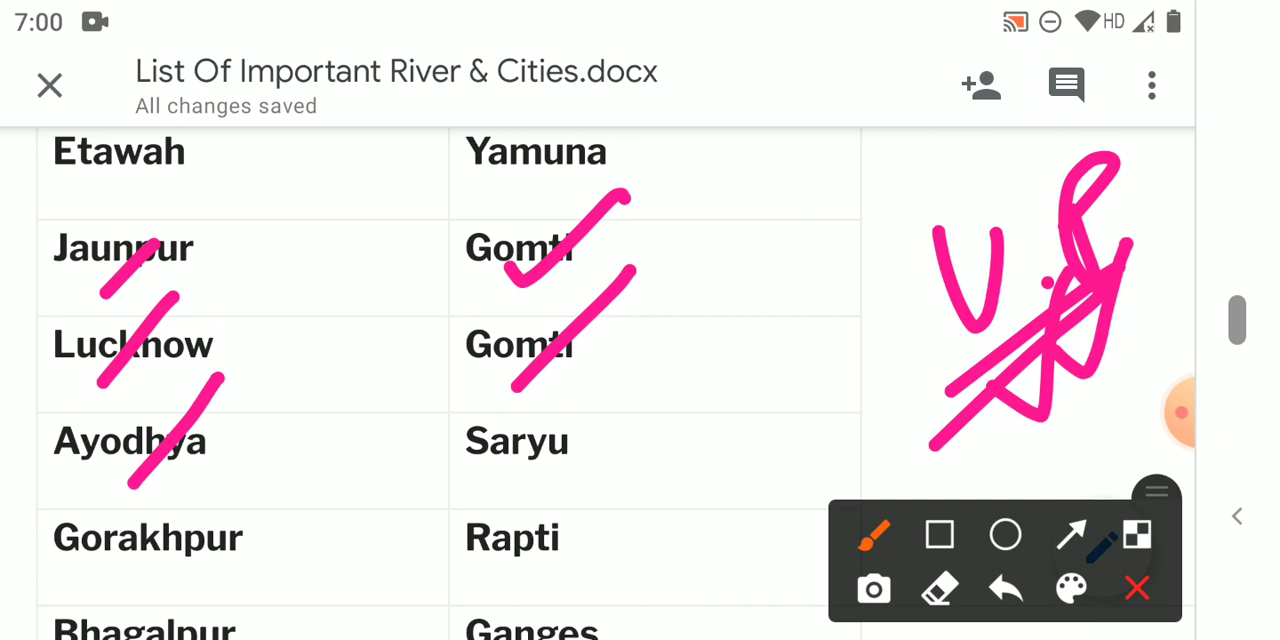 7:00 HD
List Of Important River & Cities.docx
All changes saved
Etawah Yamuna
Jaunpur Gomti
Lucknow Gomti
Ayodhya Saryu
Gorakhpur Rapti
Bhagalpur Ganges
U.P